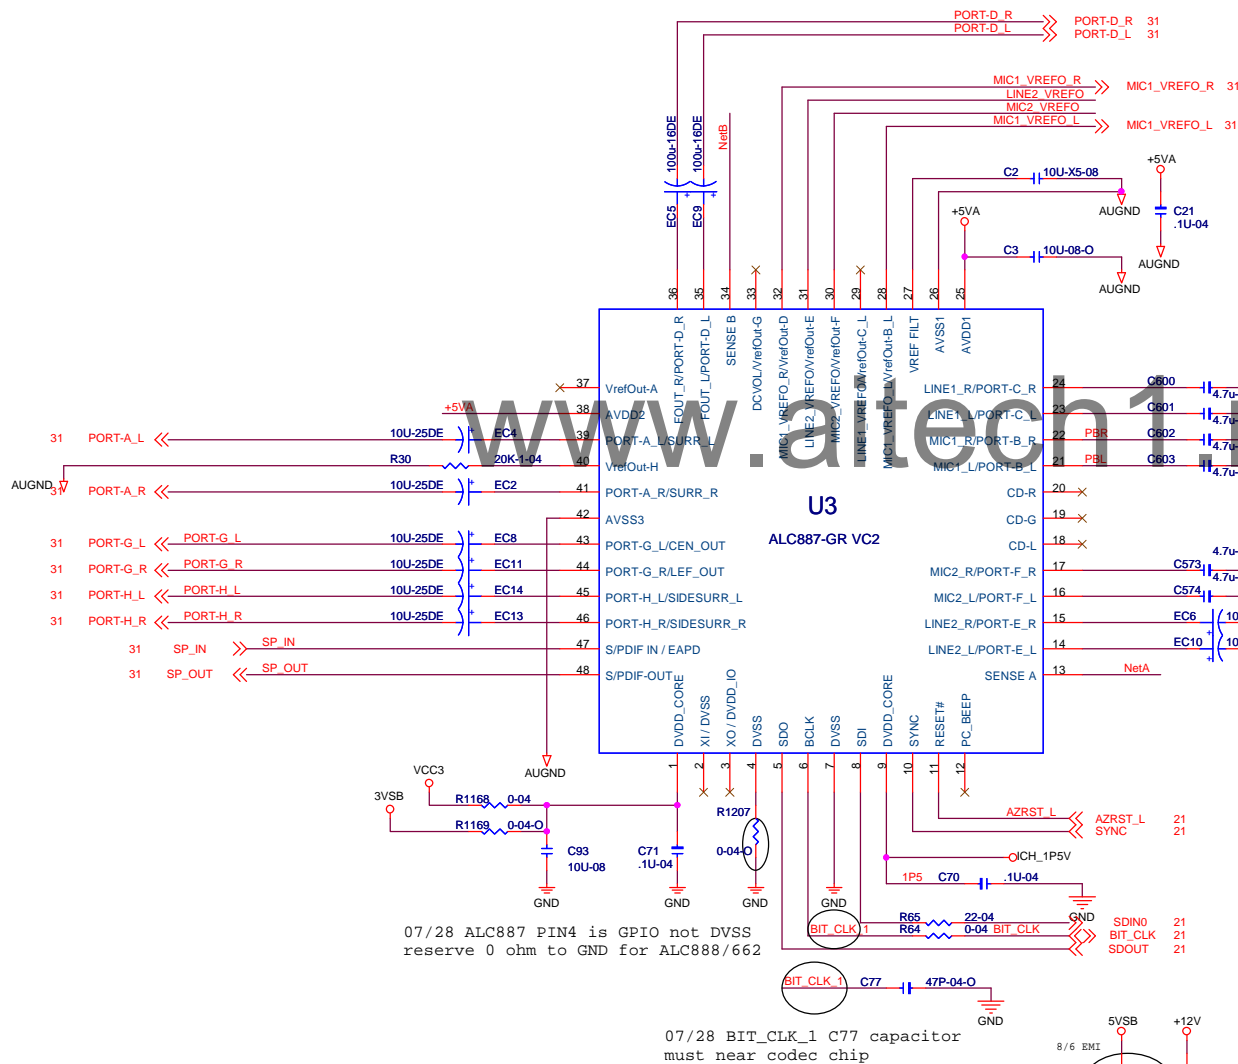 PORT-D_R PORT-D_R 31
PORT-D_L PORT-D_L 31
MIC1_VREFO_R MIC1_VREFO_R 31
LINE2_VREFO
MIC2_VREFO
MIC1_VREFO_L MIC1_VREFO_L 31
100u-16DE
100u-16DE
NetB
EC5
EC9
C2 10U-X5-08
AUGND
+5VA
C21
.1U-04
AUGND
+5VA
C3 10U-08-O
AUGND
36
35
34
33
32
31
30
29
28
27
26
25
FOUT_R/PORT-D_R
FOUT_L/PORT-D_L
SENSE B
DCVOL/VrefOut-G
MIC1_VREFO_R/VrefOut-D
LINE2_VREFO/VrefOut-E
MIC2_VREFO/VrefOut-F
LINE1_VREFO/VrefOut-C_L
MIC1_VREFO_L/VrefOut-B_L
VREF FILT
AVSS1
AVDD1
37 VrefOut-A
+5VA 38 AVDD2
31 PORT-A_L 10U-25DE + EC4 39 PORT-A_L/SURR_L
R30 20K-1-04 40 VrefOut-H
AUGND
31 PORT-A_R 10U-25DE + EC2 41 PORT-A_R/SURR_R
42 AVSS3
31 PORT-G_L PORT-G_L 10U-25DE + EC8 43 PORT-G_L/CEN_OUT
31 PORT-G_R PORT-G_R 10U-25DE + EC11 44 PORT-G_R/LEF_OUT
31 PORT-H_L PORT-H_L 10U-25DE + EC14 45 PORT-H_L/SIDESURR_L
31 PORT-H_R PORT-H_R 10U-25DE + EC13 46 PORT-H_R/SIDESURR_R
31 SP_IN SP_IN 47 S/PDIF IN / EAPD
31 SP_OUT SP_OUT 48 S/PDIF-OUT
www.aitech1.
U3
ALC887-GR VC2
LINE1_R/PORT-C_R 24 C600
4.7u-
LINE1_L/PORT-C_L 23 C601
4.7u-
MIC1_R/PORT-B_R 22 PBR C602
4.7u-
MIC1_L/PORT-B_L 21 PBL C603
4.7u-
CD-R 20
CD-G 19
CD-L 18
4.7u-
MIC2_R/PORT-F_R 17 C573
4.7u-
MIC2_L/PORT-F_L 16 C574
LINE2_R/PORT-E_R 15 EC6 10
LINE2_L/PORT-E_L 14 EC10 10
SENSE A 13 NetA
DVDD_CORE
XI / DVSS
XO / DVDD_IO
DVSS
SDO
BCLK
DVSS
SDI
DVDD_CORE
SYNC
RESET#
PC_BEEP
1
2
3
4
5
6
7
8
9
10
11
12
AUGND
VCC3
R1168 0-04
3VSB
R1169 0-04-O
C93
10U-08
GND
C71
.1U-04
GND
R1207
0-04-O
GND
GND
AZRST_L AZRST_L 21
SYNC 21
ICH_1P5V
1P5 C70 .1U-04
GND
R65 22-04 SDIN0 21
BIT_CLK_1 R64 0-04 BIT_CLK BIT_CLK 21
SDOUT 21
07/28 ALC887 PIN4 is GPIO not DVSS
reserve 0 ohm to GND for ALC888/662
BIT_CLK_1 C77 47P-04-O
GND
07/28 BIT_CLK_1 C77 capacitor
must near codec chip
8/6 EMI
5VSB
+12V